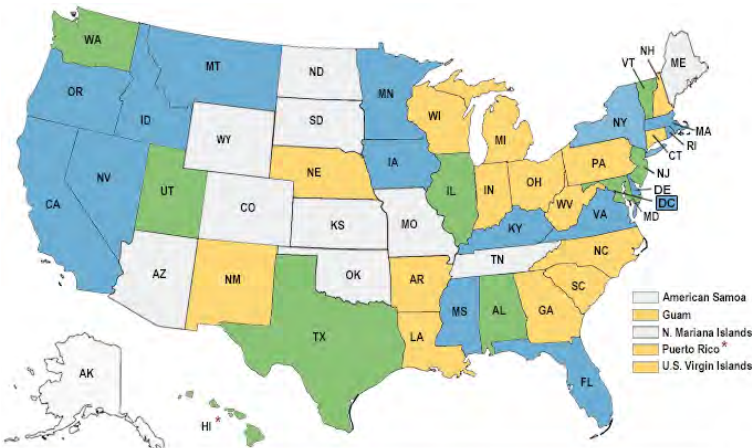 WA
MT
ND
MN
VT
NH
ME
OR
ID
WY
SD
WI
MI
NY
MA
RI
CT
NV
UT
CO
NE
IA
IL
IN
OH
PA
NJ
DE
DC
MD
WV
VA
CA
KS
MO
KY
AZ
NM
OK
AR
TN
NC
SC
TX
LA
MS
AL
GA
FL
AK
HI *
American Samoa
Guam
N. Mariana Islands
Puerto Rico *
U.S. Virgin Islands